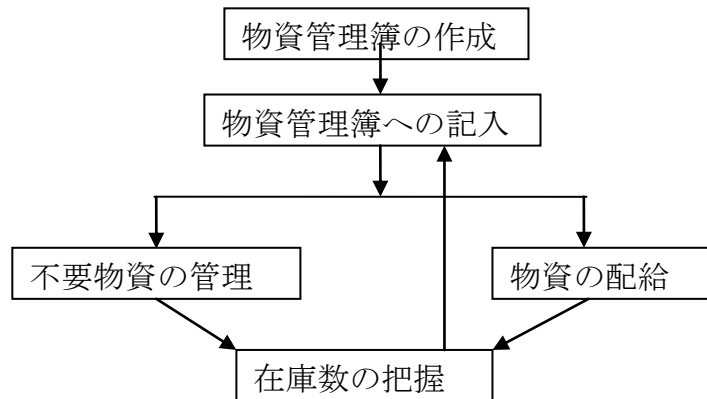 物資管理簿の作成
物資管理簿への記入
不要物資の管理
物資の配給
在庫数の把握